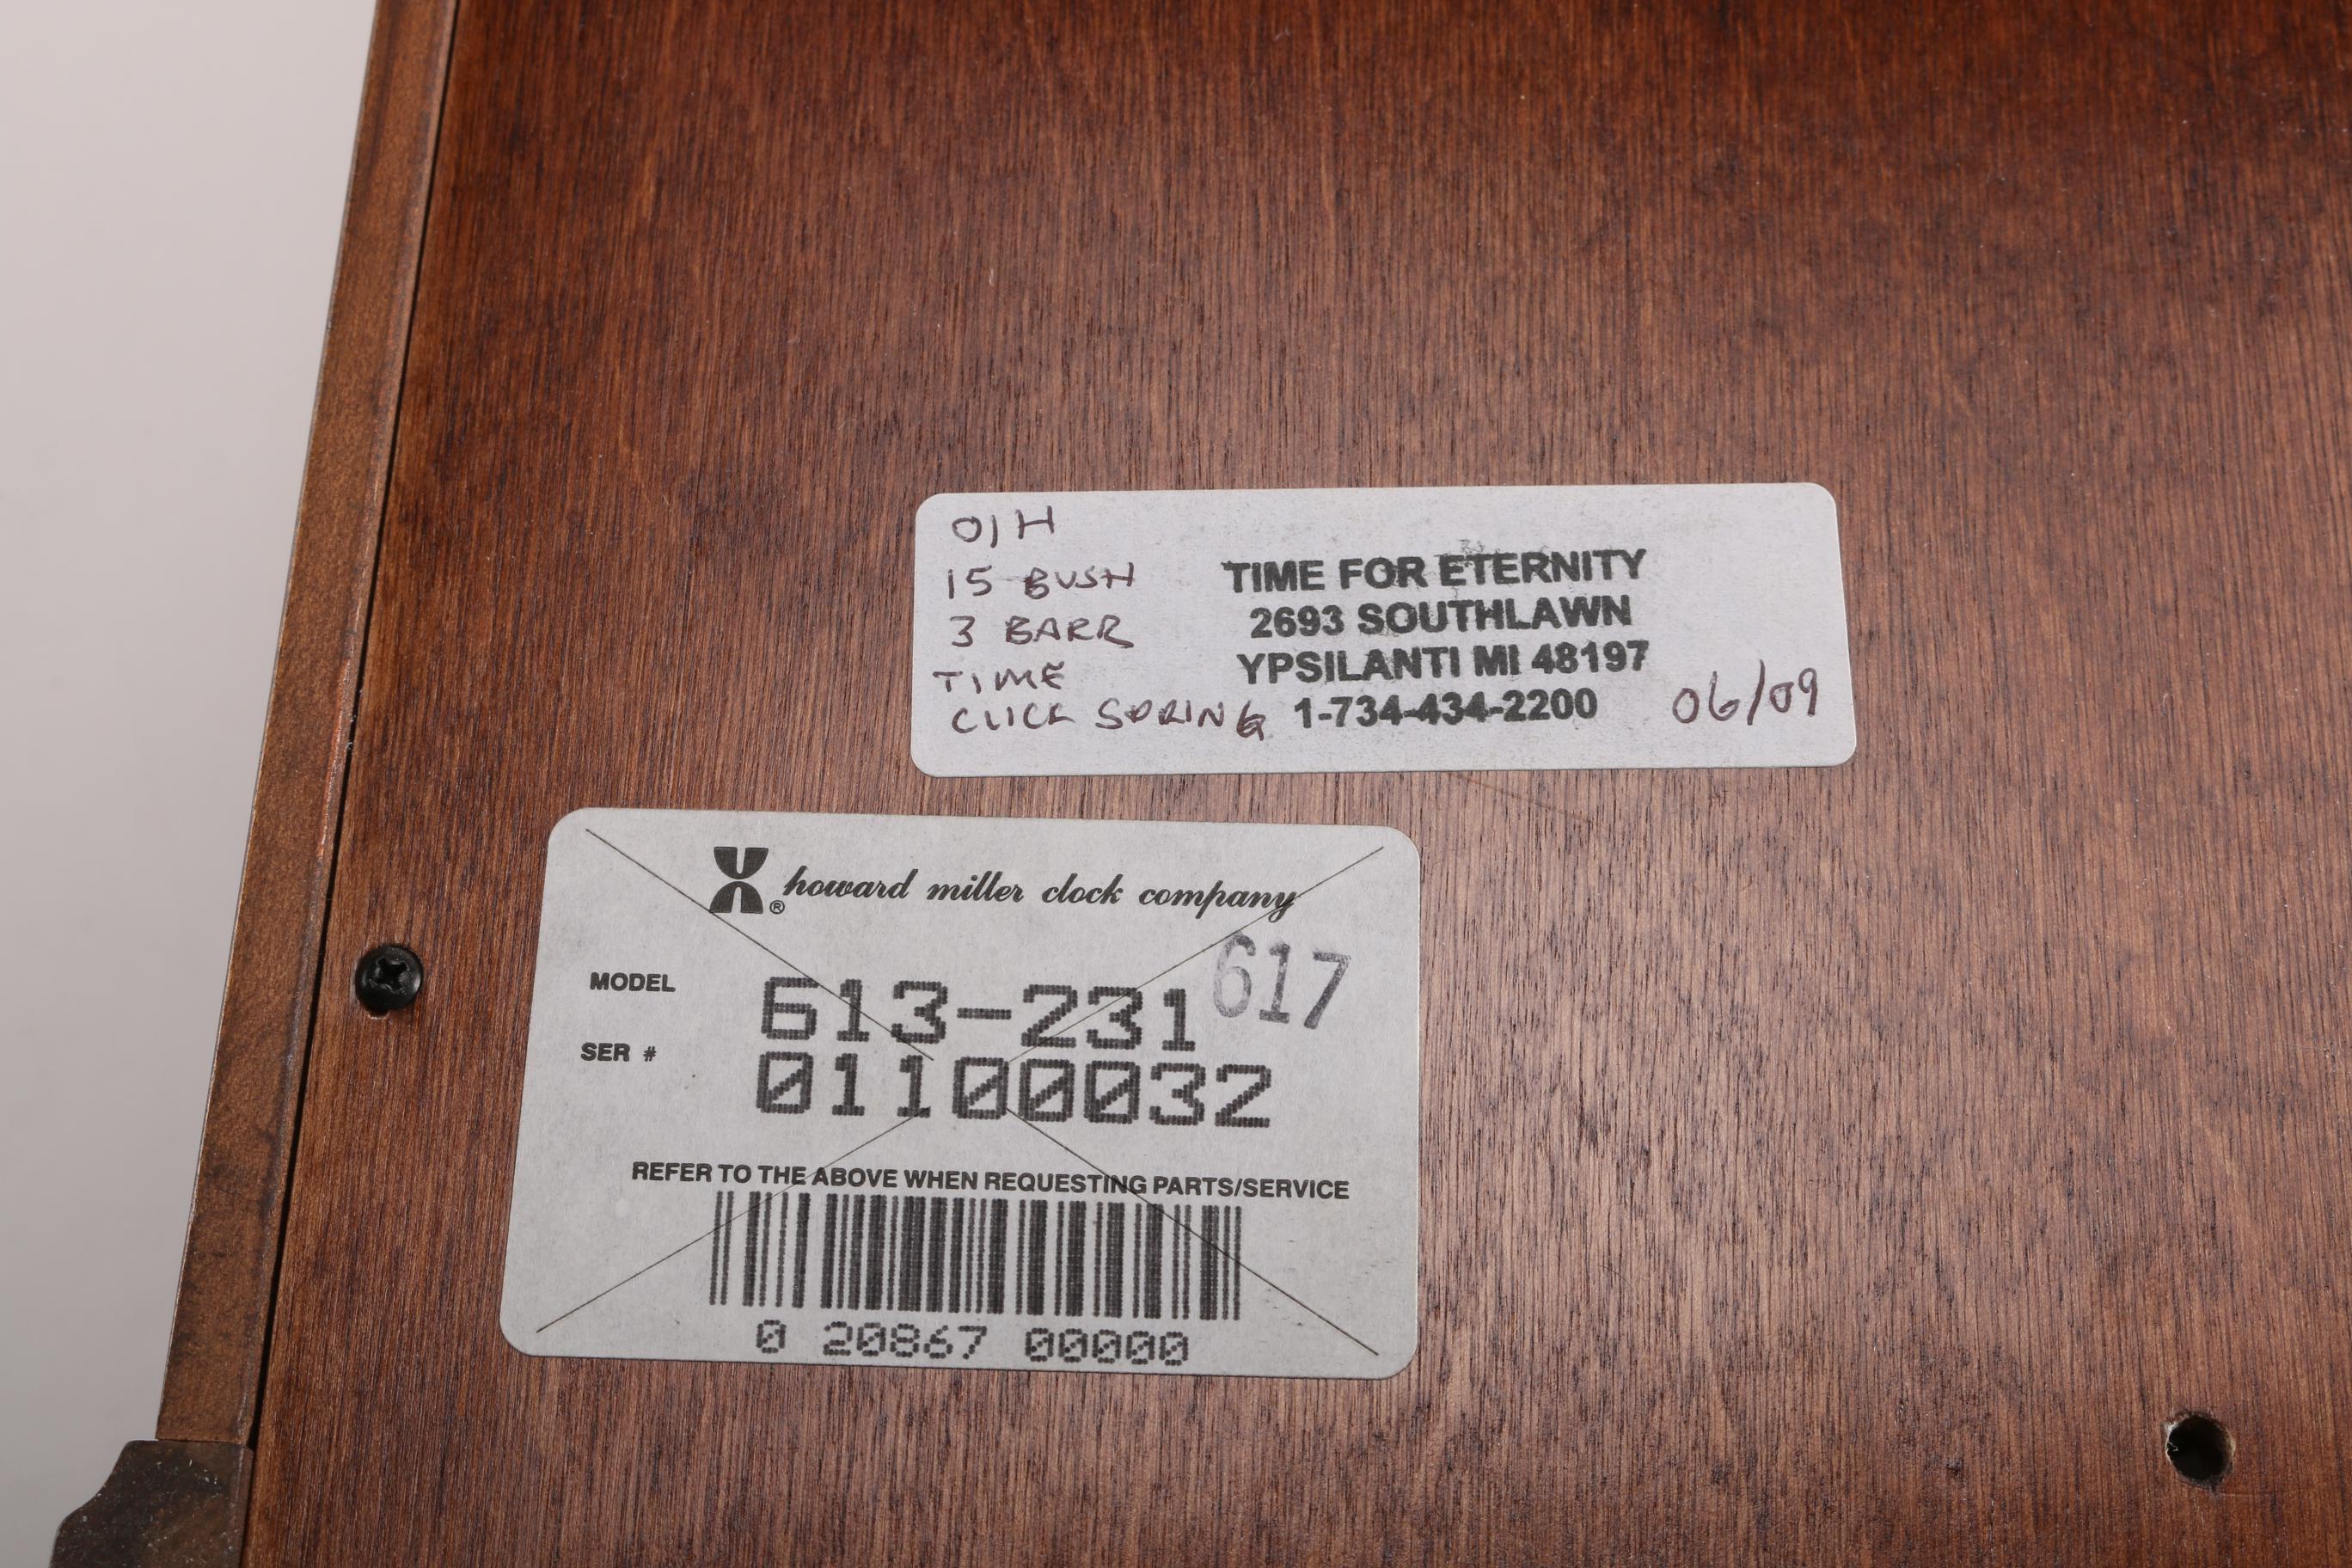 O/H
15 BUSH
3 BARR
TIME
CLICK SPRING
TIME FOR ETERNITY
2693 SOUTHLAWN
YPSILANTI MI 48197
1-734-434-2200
06/09
® howard miller clock company
617
MODEL 613-231
SER # 01100032
REFER TO THE ABOVE WHEN REQUESTING PARTS/SERVICE
0 20867 00000